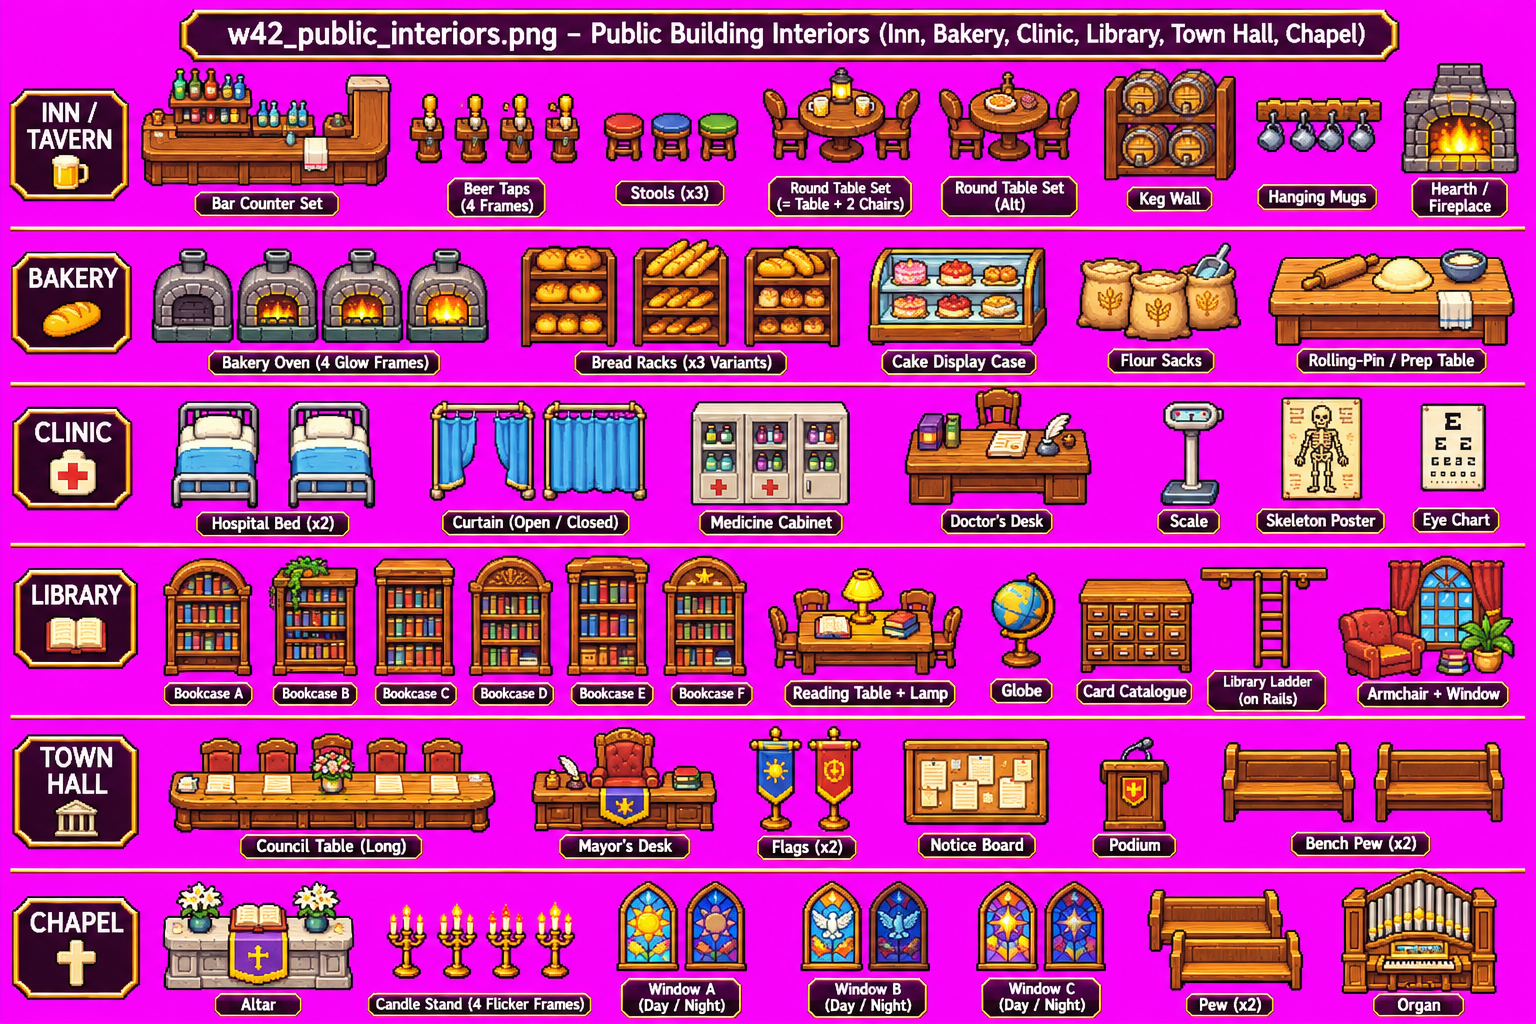 w42_public_interiors.png – Public Building Interiors (Inn, Bakery, Clinic, Library, Town Hall, Chapel)
INN /
TAVERN
Bar Counter Set
Beer Taps
(4 Frames)
Stools (x3)
Round Table Set
(= Table + 2 Chairs)
Round Table Set
(Alt)
Keg Wall
Hanging Mugs
Hearth /
Fireplace
BAKERY
Bakery Oven (4 Glow Frames)
Bread Racks (x3 Variants)
Cake Display Case
Flour Sacks
Rolling-Pin / Prep Table
CLINIC
Hospital Bed (x2)
Curtain (Open / Closed)
Medicine Cabinet
Doctor's Desk
Scale
Skeleton Poster
E
E E
Eye Chart
LIBRARY
Bookcase A
Bookcase B
Bookcase C
Bookcase D
Bookcase E
Bookcase F
Reading Table + Lamp
Globe
Card Catalogue
Library Ladder
(on Rails)
Armchair + Window
TOWN
HALL
Council Table (Long)
Mayor's Desk
Flags (x2)
Notice Board
Podium
Bench Pew (x2)
CHAPEL
Altar
Candle Stand (4 Flicker Frames)
Window A
(Day / Night)
Window B
(Day / Night)
Window C
(Day / Night)
Pew (x2)
Organ